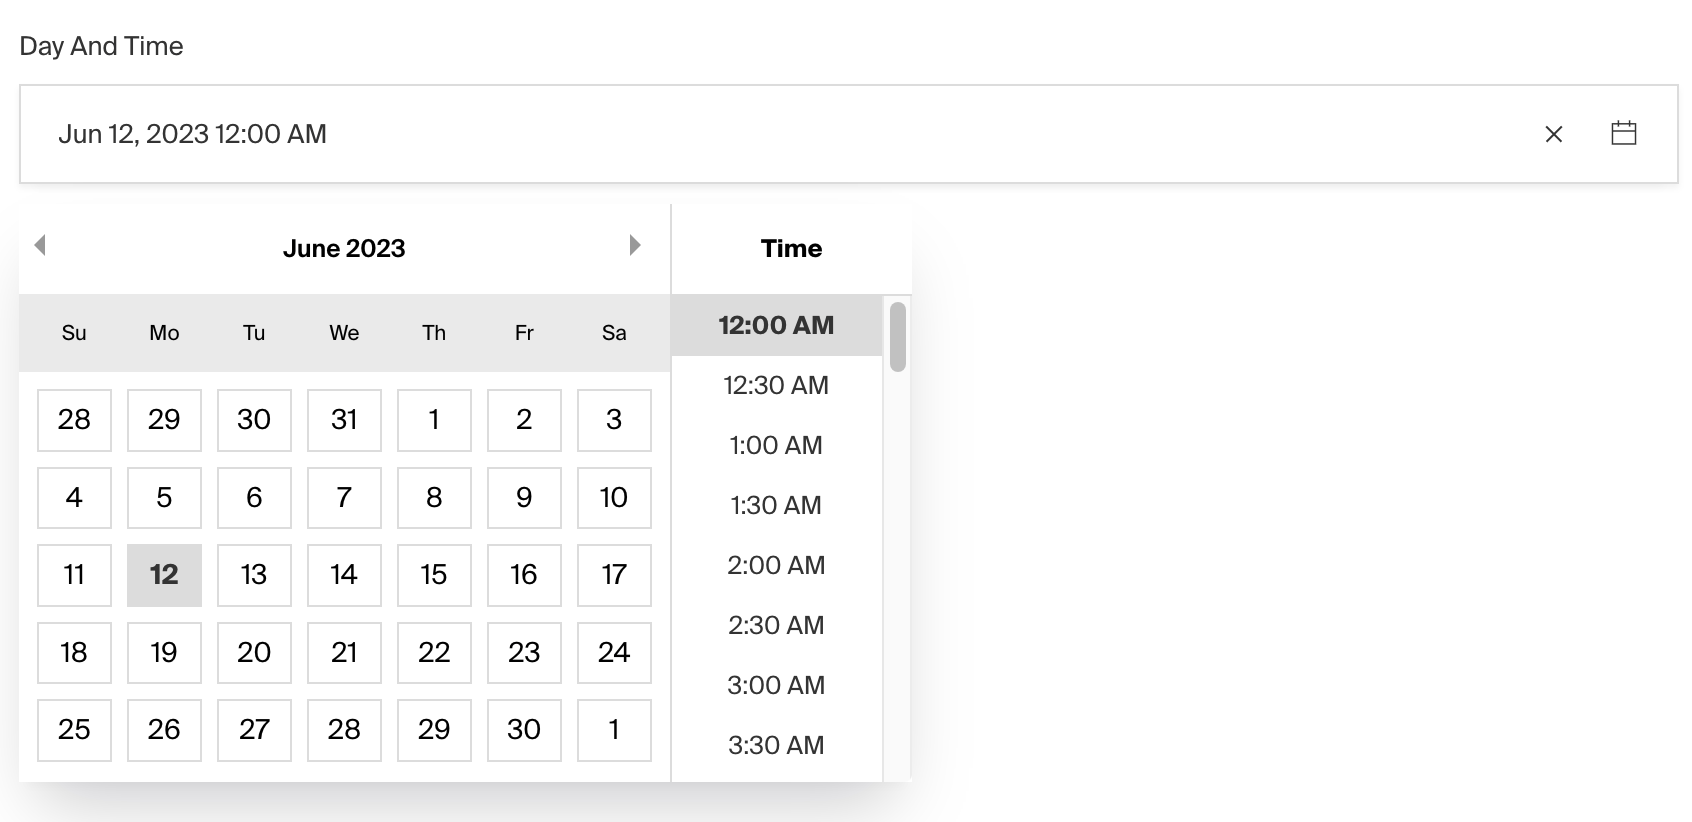 Day And Time
Jun 12, 2023 12:00 AM
June 2023
Su Mo Tu We Th Fr Sa
28 29 30 31 1 2 3
4 5 6 7 8 9 10
11 12 13 14 15 16 17
18 19 20 21 22 23 24
25 26 27 28 29 30 1
Time
12:00 AM
12:30 AM
1:00 AM
1:30 AM
2:00 AM
2:30 AM
3:00 AM
3:30 AM